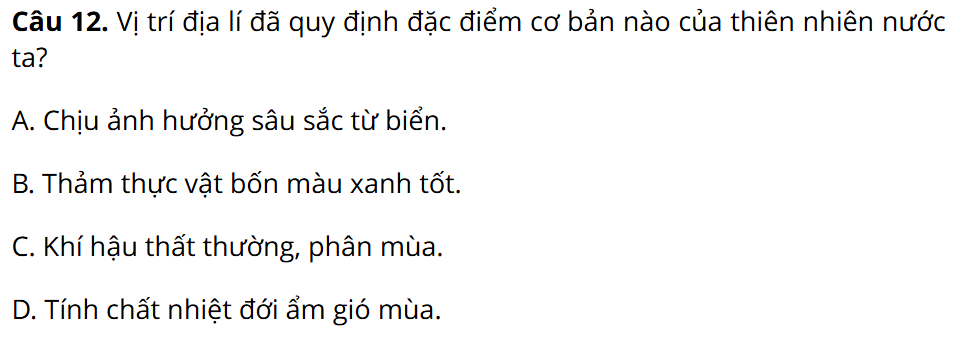 Câu 12. Vị trí địa lí đã quy định đặc điểm cơ bản nào của thiên nhiên nước
ta?
A. Chịu ảnh hưởng sâu sắc từ biển.
B. Thảm thực vật bốn màu xanh tốt.
C. Khí hậu thất thường, phân mùa.
D. Tính chất nhiệt đới ẩm gió mùa.